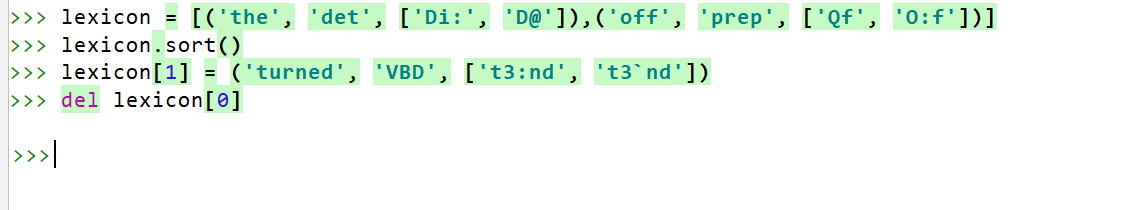 >>> lexicon = [('the', 'det', ['Di:', 'D@']),('off', 'prep', ['Qf', 'O:f'])]
>>> lexicon.sort()
>>> lexicon[1] = ('turned', 'VBD', ['t3:nd', 't3`nd'])
>>> del lexicon[0]
>>>